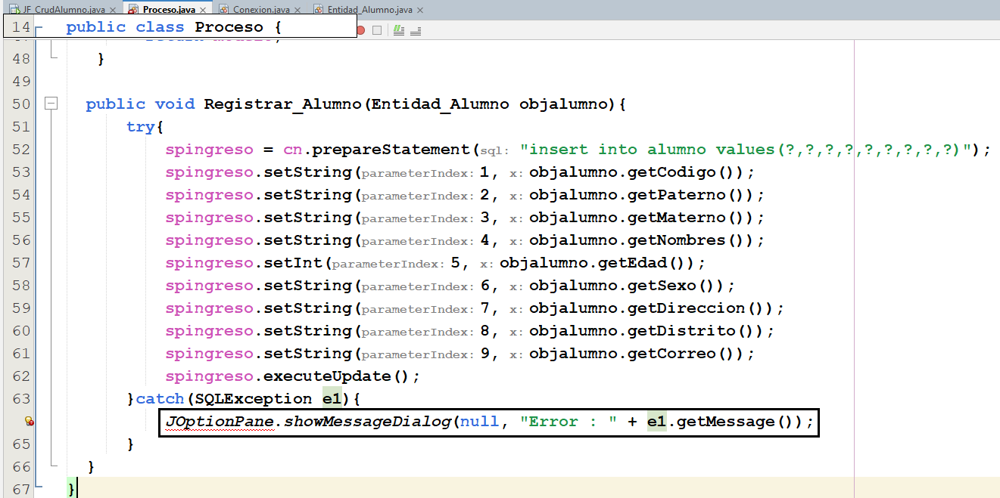 JF_CrudAlumno.java × Proceso.java × Conexion.java × Entidad_Alumno.java ×
14 public class Proceso {
48 }
49
50 public void Registrar_Alumno(Entidad_Alumno objalumno){
51 try{
52 spingreso = cn.prepareStatement(sql: "insert into alumno values(?,?,?,?,?,?,?,?,?)");
53 spingreso.setString(parameterIndex: 1, x: objalumno.getCodigo());
54 spingreso.setString(parameterIndex: 2, x: objalumno.getPaterno());
55 spingreso.setString(parameterIndex: 3, x: objalumno.getMaterno());
56 spingreso.setString(parameterIndex: 4, x: objalumno.getNombres());
57 spingreso.setInt(parameterIndex: 5, x: objalumno.getEdad());
58 spingreso.setString(parameterIndex: 6, x: objalumno.getSexo());
59 spingreso.setString(parameterIndex: 7, x: objalumno.getDireccion());
60 spingreso.setString(parameterIndex: 8, x: objalumno.getDistrito());
61 spingreso.setString(parameterIndex: 9, x: objalumno.getCorreo());
62 spingreso.executeUpdate();
63 }catch(SQLException e1){
JOptionPane.showMessageDialog(null, "Error : " + e1.getMessage());
65 }
66 }
67 }